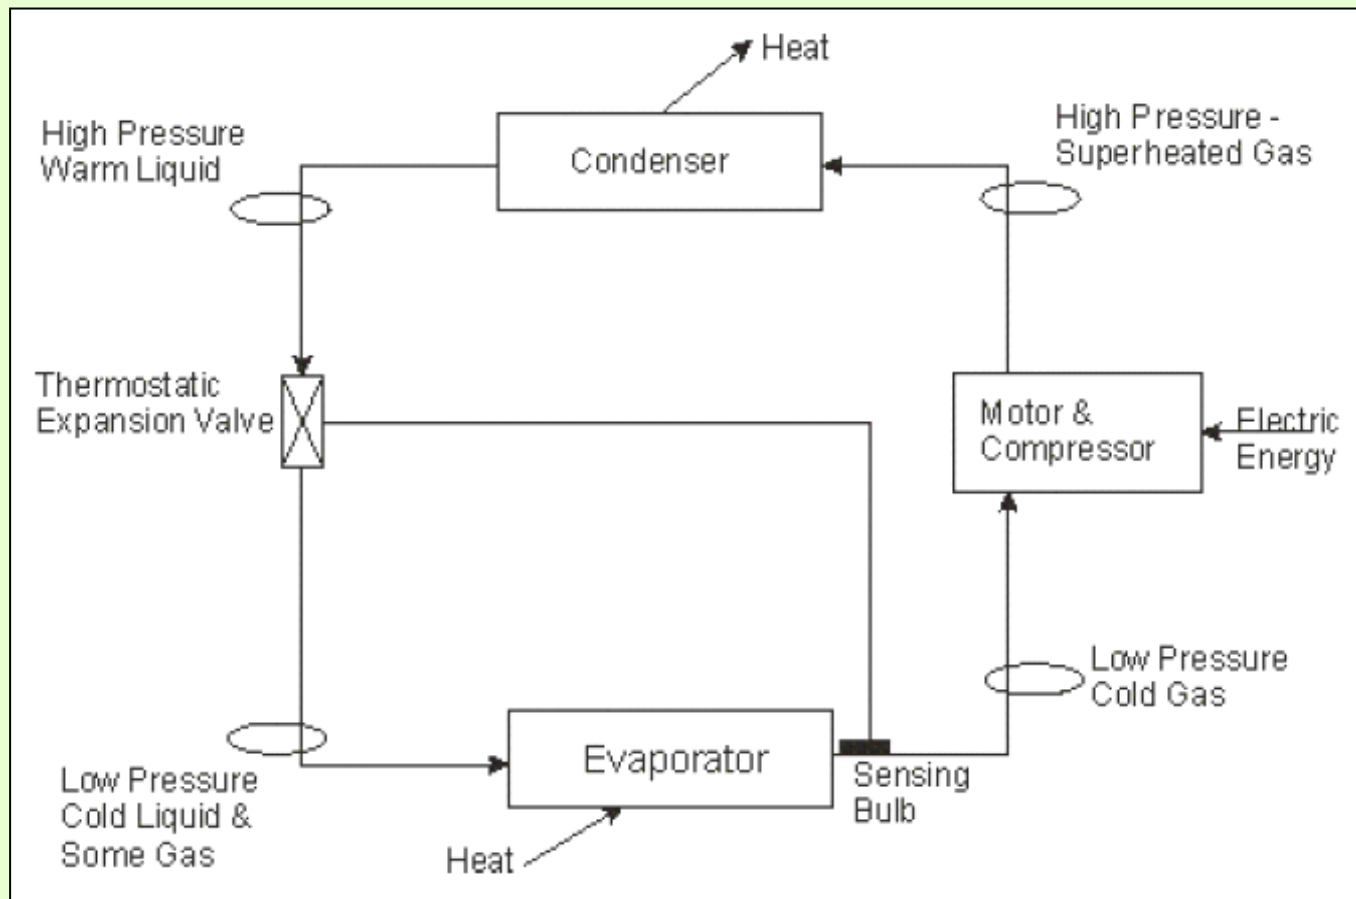 Heat
High Pressure
Warm Liquid
Condenser
High Pressure -
Superheated Gas
Thermostatic
Expansion Valve
Motor &
Compressor
Electric
Energy
Low Pressure
Cold Gas
Evaporator
Sensing
Bulb
Low Pressure
Cold Liquid &
Some Gas
Heat